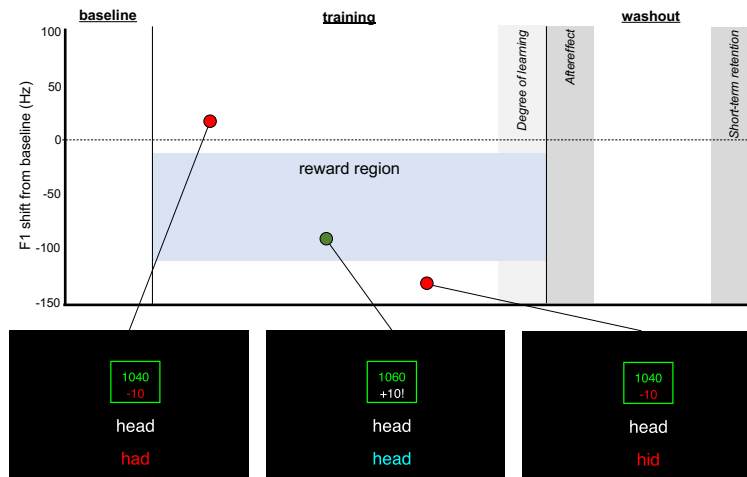 baseline
training
washout
F1 shift from baseline (Hz)
100
50
0
-50
-100
-150
reward region
Degree of learning
Aftereffect
Short-term retention
1040
-10
head
had
1060
+10!
head
head
1040
-10
head
hid